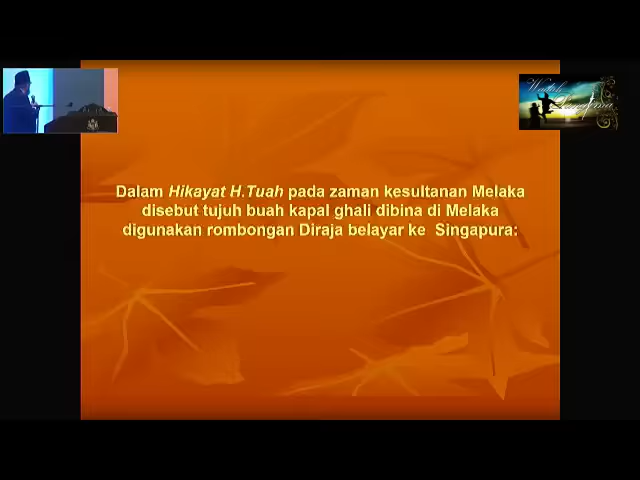 Dalam Hikayat H.Tuah pada zaman kesultanan Melaka
disebut tujuh buah kapal ghali dibina di Melaka
digunakan rombongan Diraja belayar ke Singapura: